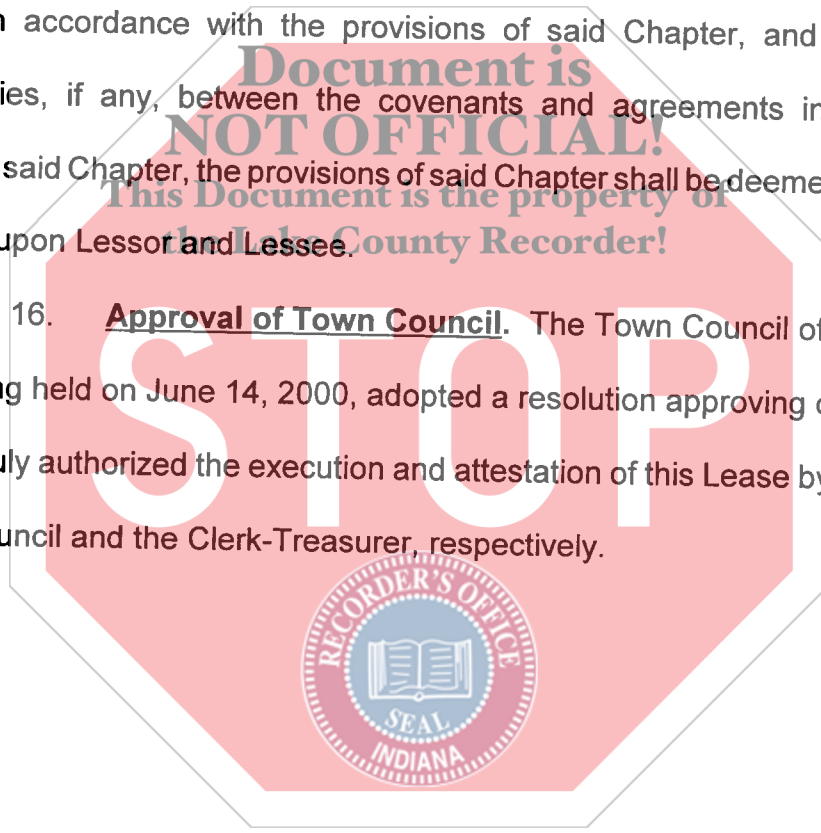 n accordance with the provisions of said Chapter, and
Document is
ies, if any, between the covenants and agreements in
NOT OFFICIAL!
said Chapter, the provisions of said Chapter shall be deeme
This Document is the property of
upon Lessor and Lessee.
the Lake County Recorder!
16. Approval of Town Council. The Town Council of
STOP
ng held on June 14, 2000, adopted a resolution approving
uly authorized the execution and attestation of this Lease by
uncil and the Clerk-Treasurer, respectively.
RECORDER'S OFFICE
SEAL
INDIANA